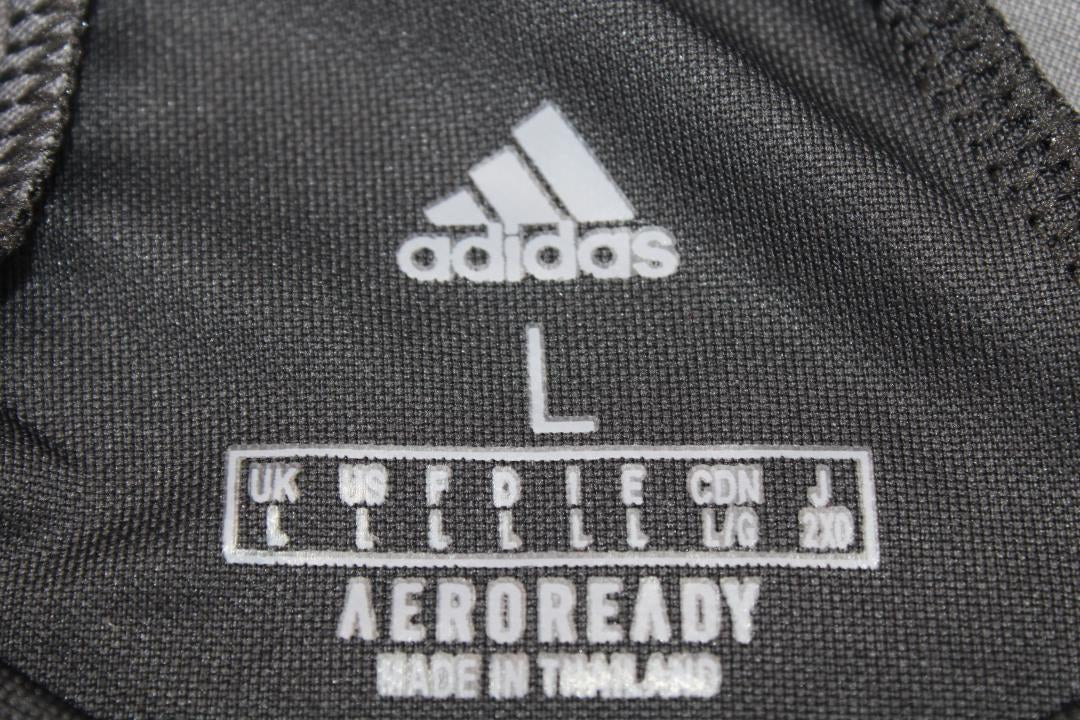 adidas
L
UK US F D I E CDN J
L L L L L L L/G 2XO
AEROREADY
MADE IN THAILAND